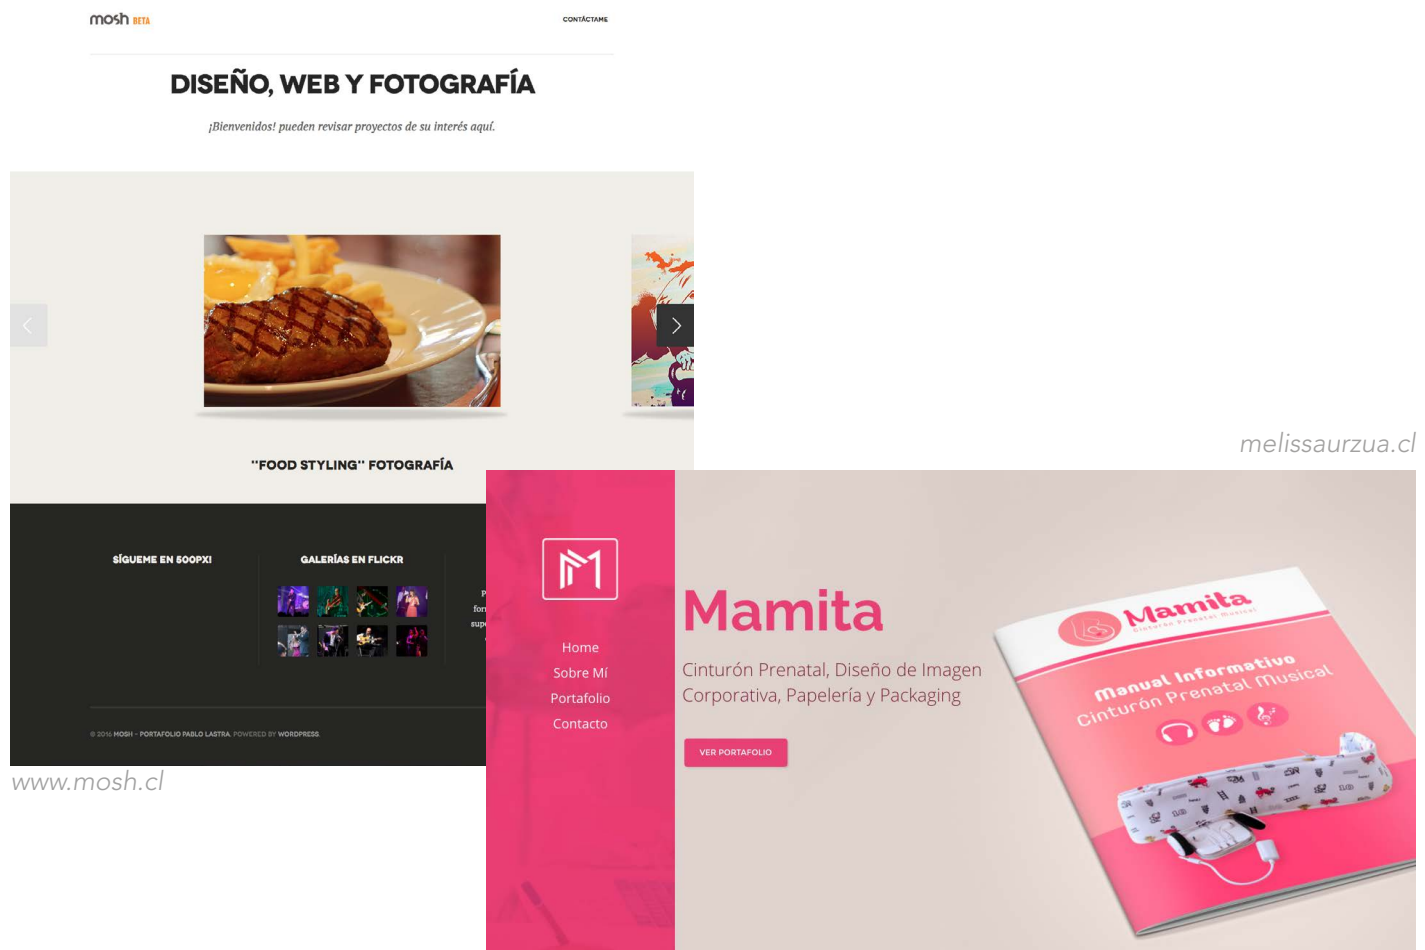 mosh BETA
CONTÁCTAME
DISEÑO, WEB Y FOTOGRAFÍA
¡Bienvenidos! pueden revisar proyectos de su interés aquí.
"FOOD STYLING" FOTOGRAFÍA
SÍGUEME EN 500PX!
GALERÍAS EN FLICKR
© 2016 MOSH - PORTAFOLIO PABLO LASTRA. POWERED BY WORDPRESS.
www.mosh.cl
melissaurzua.cl
M
Home
Sobre Mí
Portafolio
Contacto
Mamita
Cinturón Prenatal, Diseño de Imagen
Corporativa, Papelería y Packaging
VER PORTAFOLIO
Mamita
Cinturón Prenatal Musical
Manual Informativo
Cinturón Prenatal Musical